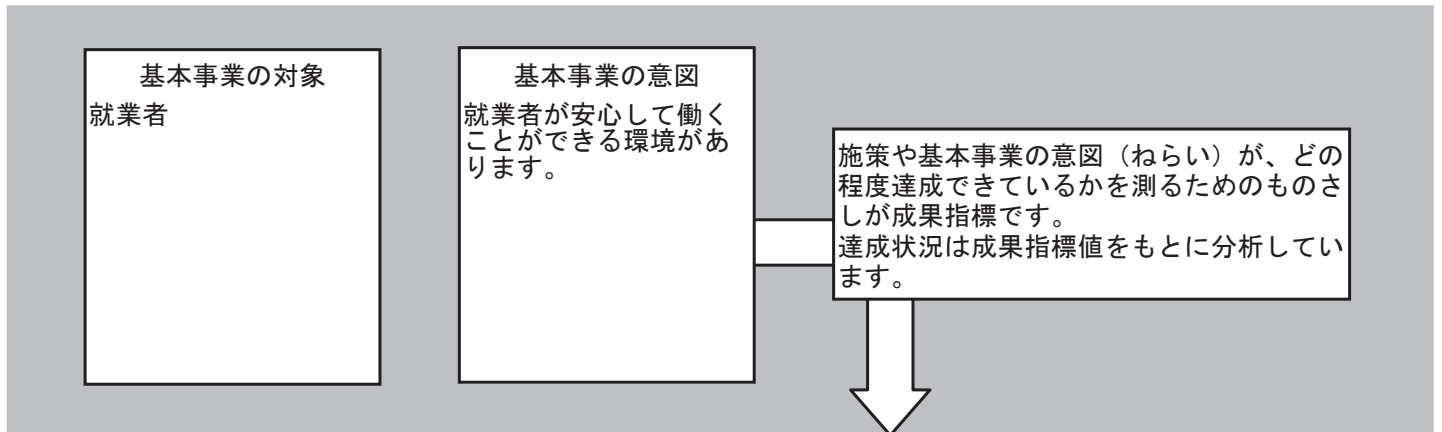 基本事業の対象
就業者
基本事業の意図
就業者が安心して働く
ことができる環境があ
ります。
施策や基本事業の意図（ねらい）が、どの
程度達成できているかを測るためのものさ
しが成果指標です。
達成状況は成果指標値をもとに分析してい
ます。